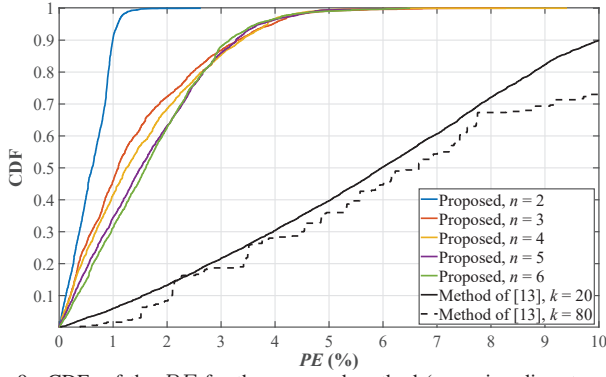 1
0.9
0.8
0.7
0.6
0.5
0.4
0.3
0.2
0.1
CDF
0 1 2 3 4 5 6 7 8 9 10
PE (%)
Proposed, n = 2
Proposed, n = 3
Proposed, n = 4
Proposed, n = 5
Proposed, n = 6
Method of [13], k = 20
Method of [13], k = 80